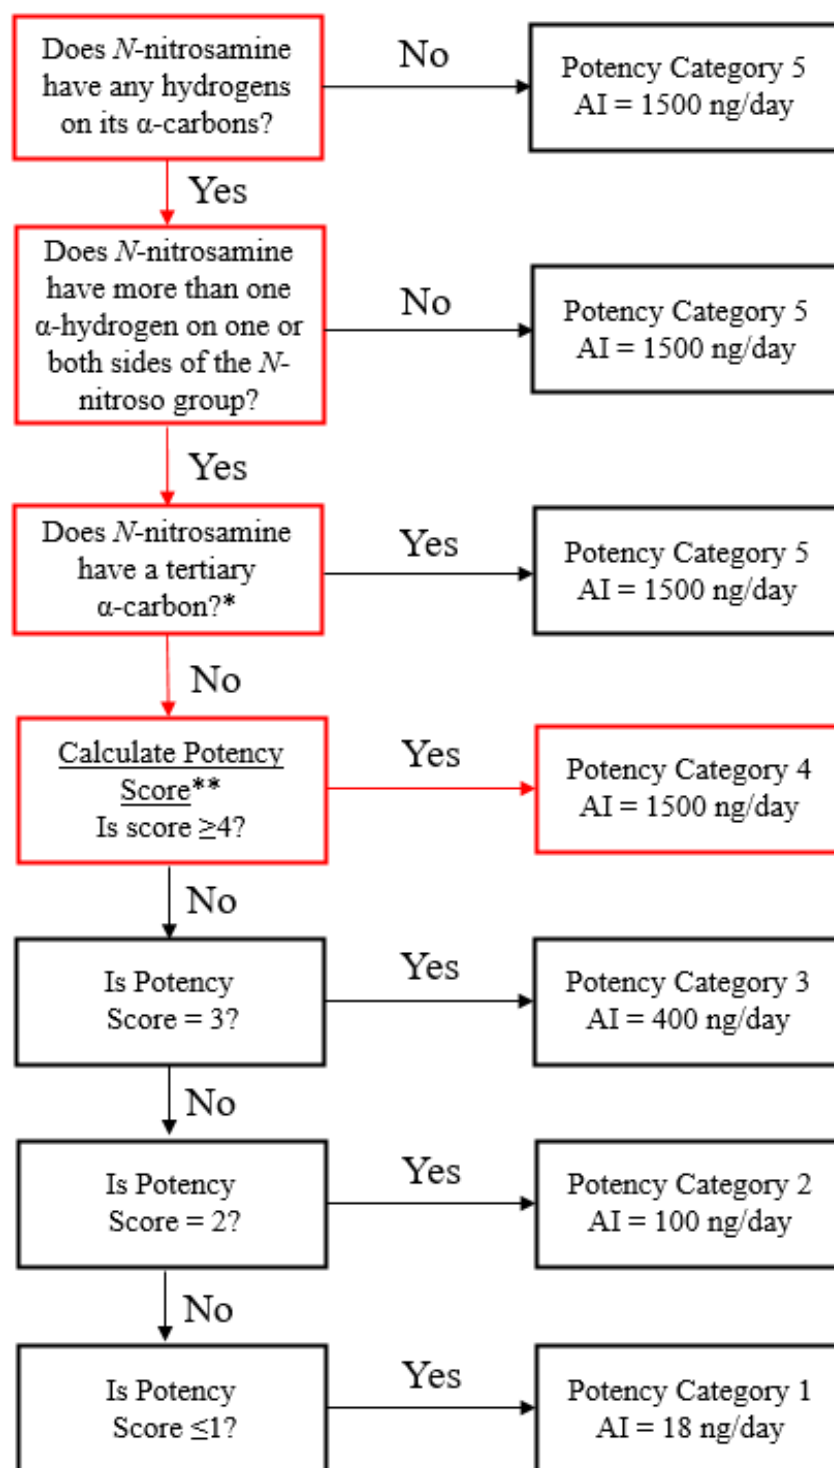 Does N-nitrosamine
have any hydrogens
on its α-carbons?
No
Potency Category 5
AI = 1500 ng/day
Yes
Does N-nitrosamine
have more than one
α-hydrogen on one or
both sides of the N-
nitroso group?
No
Potency Category 5
AI = 1500 ng/day
Yes
Does N-nitrosamine
have a tertiary
α-carbon?*
Yes
Potency Category 5
AI = 1500 ng/day
No
Calculate Potency
Score**
Is score ≥4?
Yes
Potency Category 4
AI = 1500 ng/day
No
Is Potency
Score = 3?
Yes
Potency Category 3
AI = 400 ng/day
No
Is Potency
Score = 2?
Yes
Potency Category 2
AI = 100 ng/day
No
Is Potency
Score ≤1?
Yes
Potency Category 1
AI = 18 ng/day